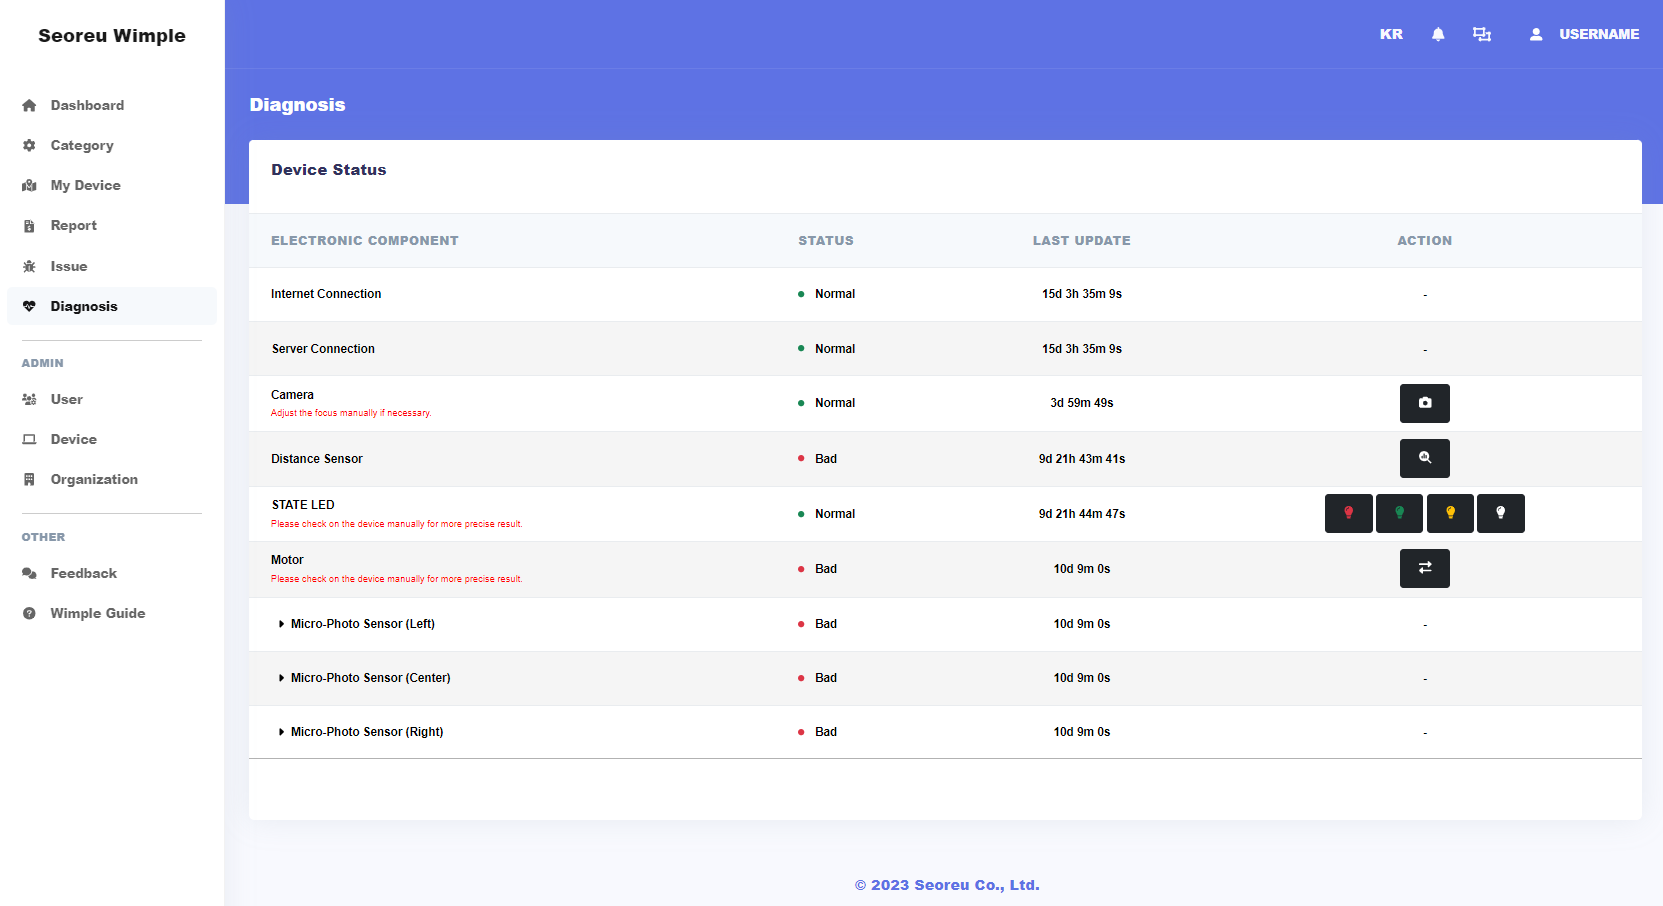 Seoreu Wimple
KR
USERNAME
Dashboard
Category
My Device
Report
Issue
Diagnosis
ADMIN
User
Device
Organization
OTHER
Feedback
Wimple Guide
Diagnosis
Device Status
ELECTRONIC COMPONENT STATUS LAST UPDATE ACTION
Internet Connection Normal 15d 3h 35m 9s -
Server Connection Normal 15d 3h 35m 9s -
Camera Normal 3d 59m 49s
Adjust the focus manually if necessary.
Distance Sensor Bad 9d 21h 43m 41s
STATE LED Normal 9d 21h 44m 47s
Please check on the device manually for more precise result.
Motor Bad 10d 9m 0s
Please check on the device manually for more precise result.
Micro-Photo Sensor (Left) Bad 10d 9m 0s -
Micro-Photo Sensor (Center) Bad 10d 9m 0s -
Micro-Photo Sensor (Right) Bad 10d 9m 0s -
© 2023 Seoreu Co., Ltd.